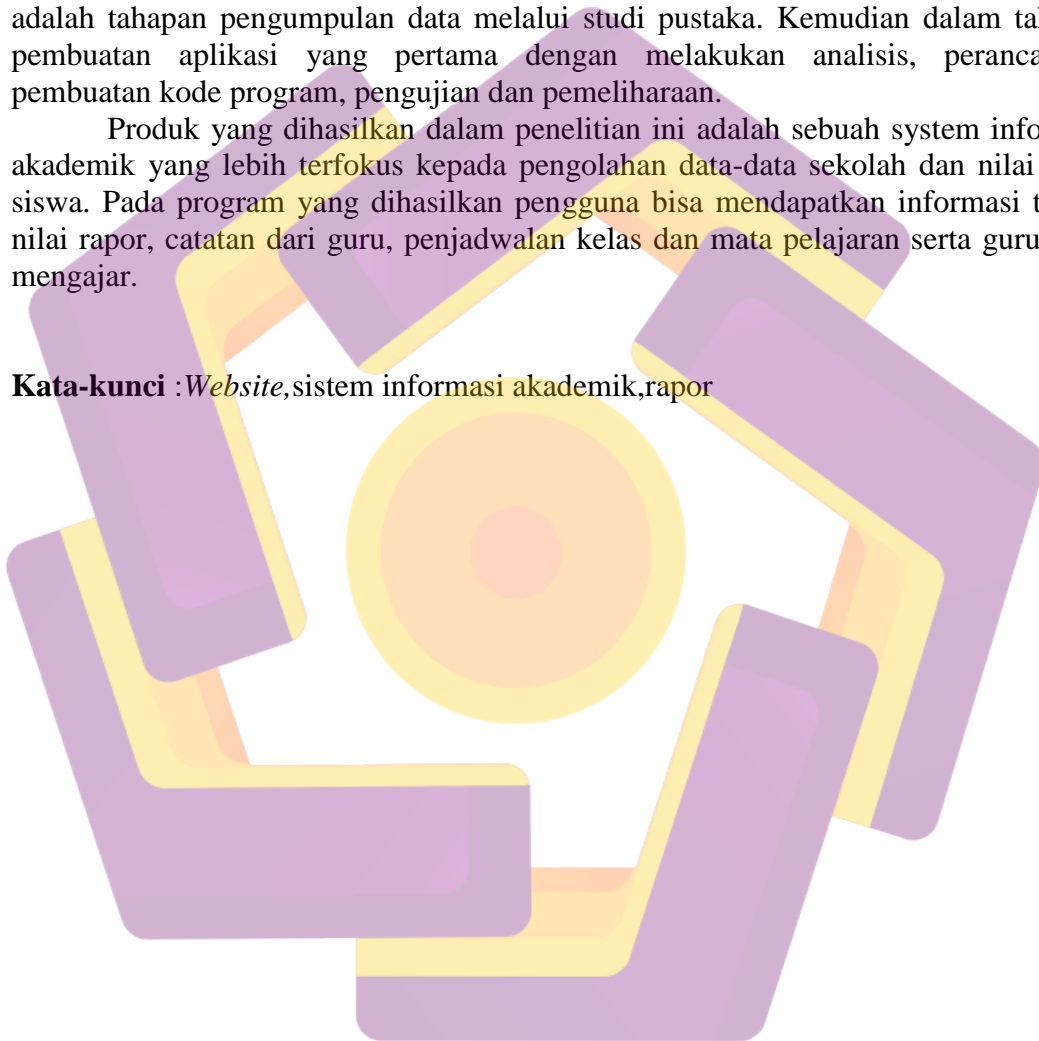 adalah tahapan pengumpulan data melalui studi pustaka. Kemudian dalam
pembuatan aplikasi yang pertama dengan melakukan analisis,
pembuatan kode program, pengujian dan pemeliharaan.
Produk yang dihasilkan dalam penelitian ini adalah sebuah system
akademik yang lebih terfokus kepada pengolahan data-data sekolah dan nilai
siswa. Pada program yang dihasilkan pengguna bisa mendapatkan informasi
nilai rapor, catatan dari guru, penjadwalan kelas dan mata pelajaran serta guru
mengajar.
Kata-kunci :Website,sistem informasi akademik,rapor